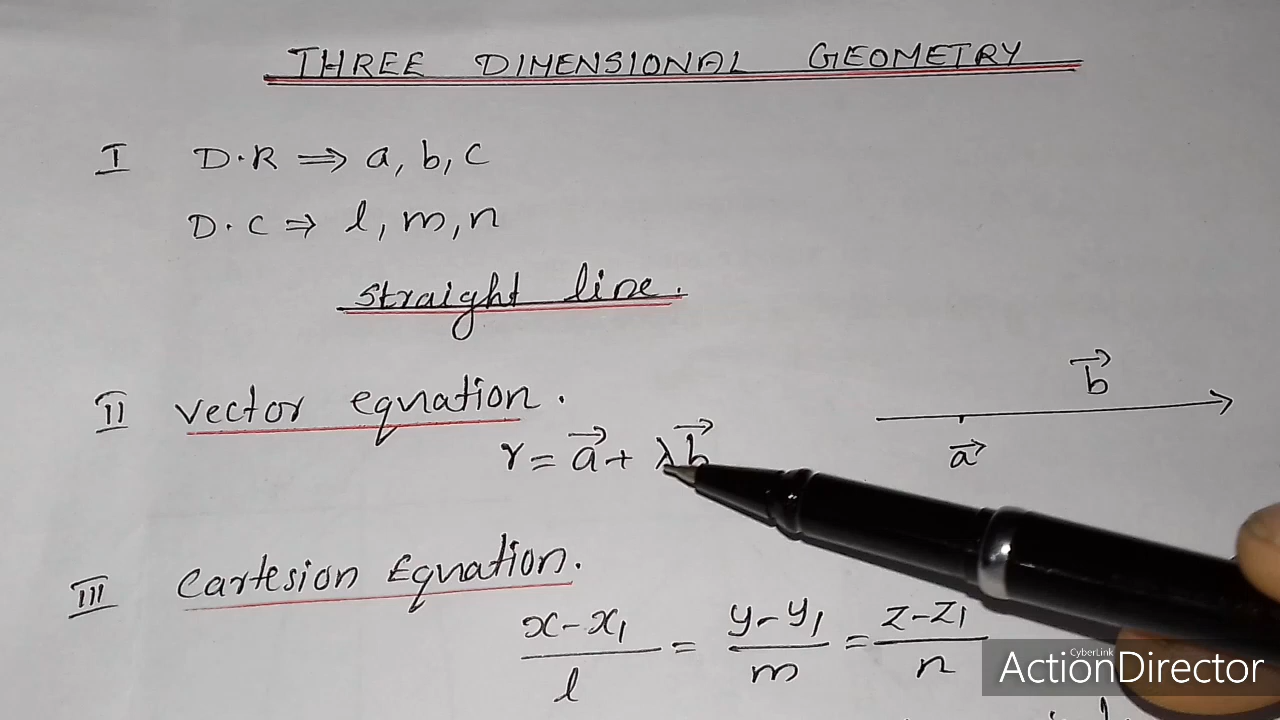 THREE DIMENSIONAL GEOMETRY
I D.R ⇒ a, b, c
D.C ⇒ l, m, n
straight line.
II vector equation.
b⃗
r = a⃗ + λb⃗
a⃗
III Cartesion Equation.
x-x₁ / l = y-y₁ / m = z-z₁ / n
CyberLink
ActionDirector